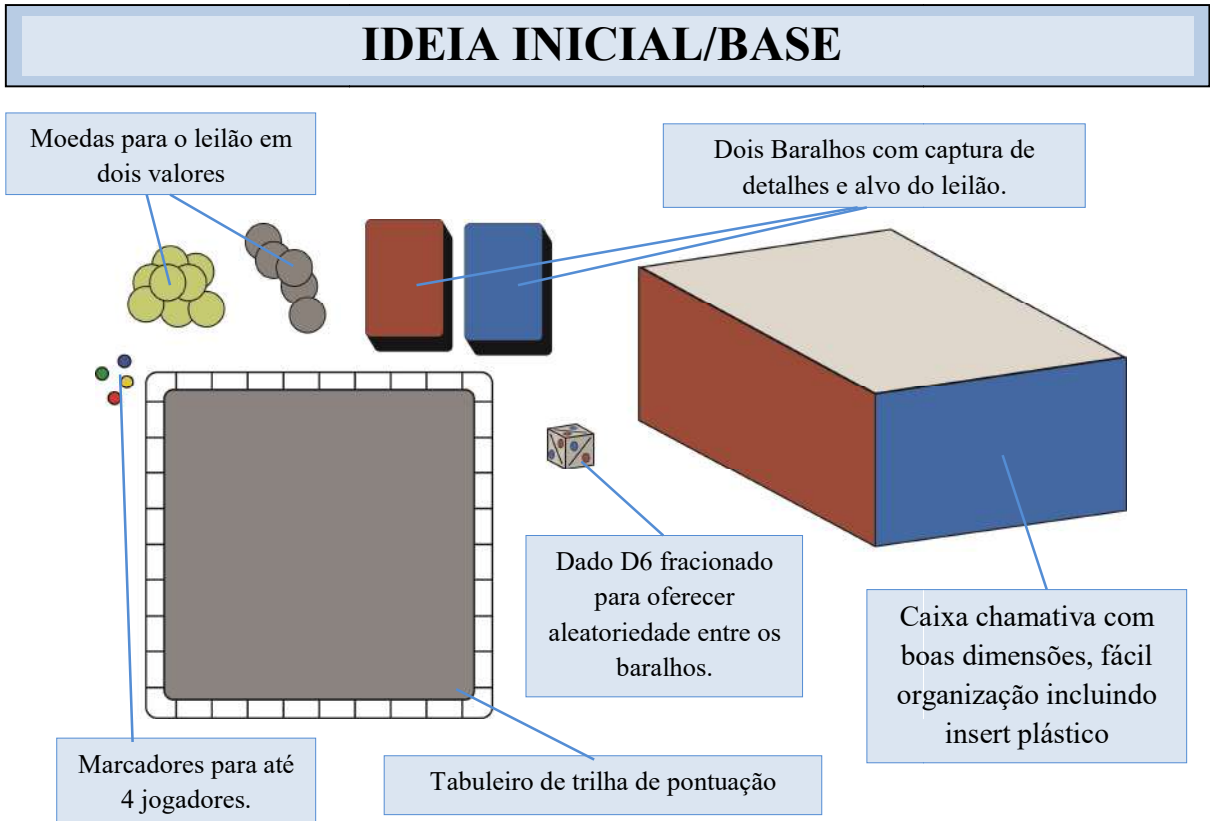 IDEIA INICIAL/BASE
Moedas para o leilão em
dois valores
Dois Baralhos com captura de
detalhes e alvo do leilão.
Dado D6 fracionado
para oferecer
aleatoriedade entre os
baralhos.
Caixa chamativa com
boas dimensões, fácil
organização incluindo
insert plástico
Marcadores para até
4 jogadores.
Tabuleiro de trilha de pontuação